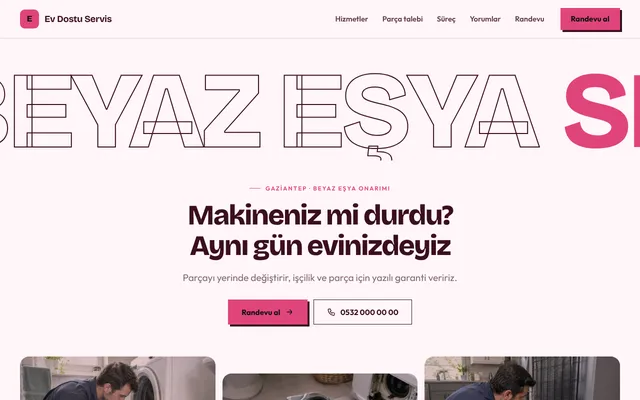 E
Ev Dostu Servis
Hizmetler
Parça talebi
Süreç
Yorumlar
Randevu
Randevu al
BEYAZ EŞYA
GAZİANTEP · BEYAZ EŞYA ONARIMI
Makineniz mi durdu?
Aynı gün evinizdeyiz
Parçayı yerinde değiştirir, işçilik ve parça için yazılı garanti veririz.
Randevu al →
0532 000 00 00